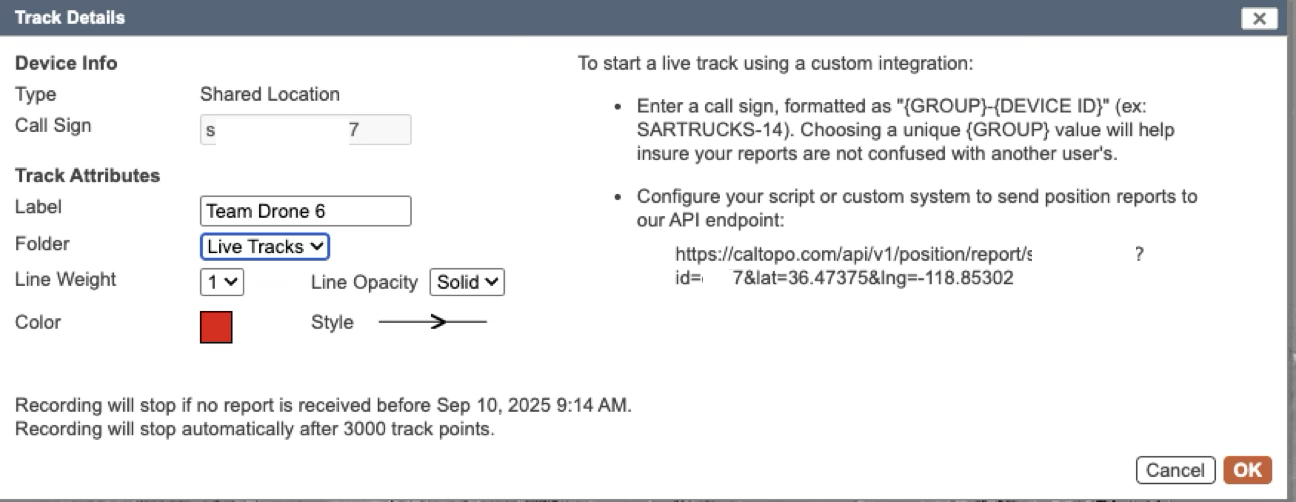 Track Details
Device Info
Type Shared Location
Call Sign s 7
Track Attributes
Label Team Drone 6
Folder Live Tracks
Line Weight 1 Line Opacity Solid
Color Style
Recording will stop if no report is received before Sep 10, 2025 9:14 AM.
Recording will stop automatically after 3000 track points.
To start a live track using a custom integration:
• Enter a call sign, formatted as "{GROUP}-{DEVICE ID}" (ex:
SARTRUCKS-14). Choosing a unique {GROUP} value will help
insure your reports are not confused with another user's.
• Configure your script or custom system to send position reports to
our API endpoint:
https://caltopo.com/api/v1/position/report/s ?
id= 7&lat=36.47375&lng=-118.85302
Cancel OK